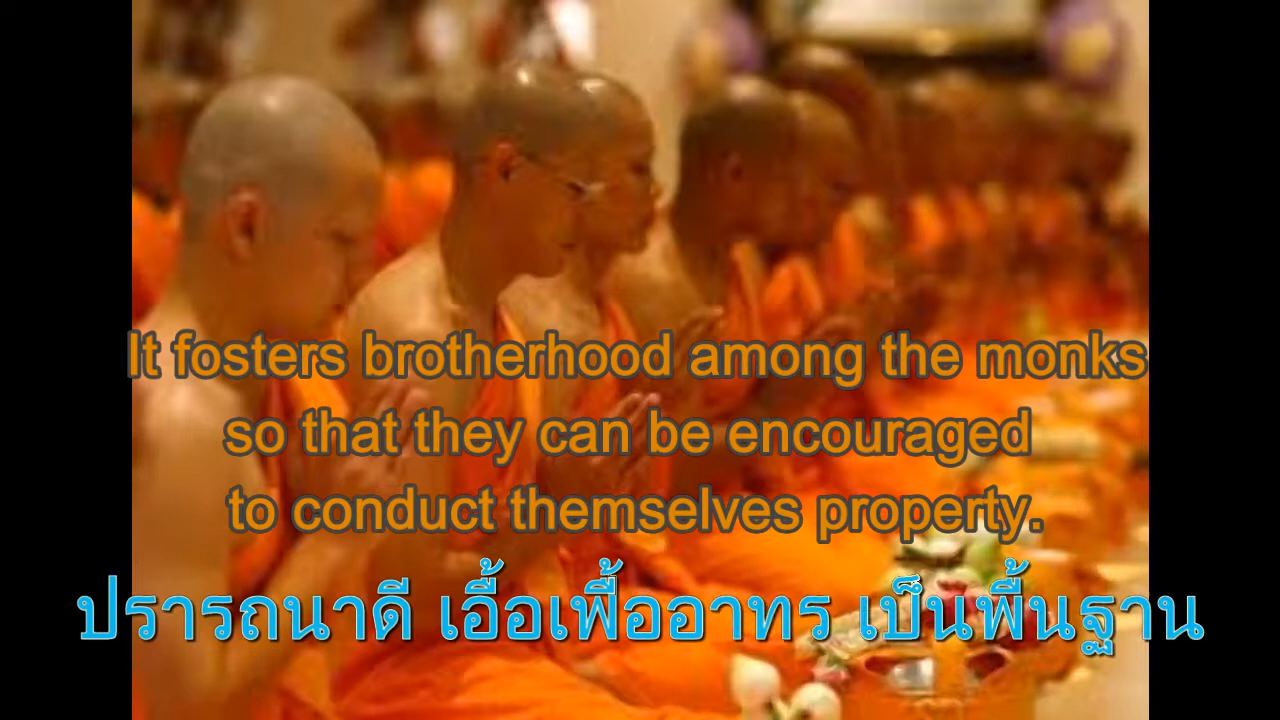 It fosters brotherhood among the monks
so that they can be encouraged
to conduct themselves property.
ปรารถนาดี เอื้อเฟื้ออาทร เป็นพื้นฐาน